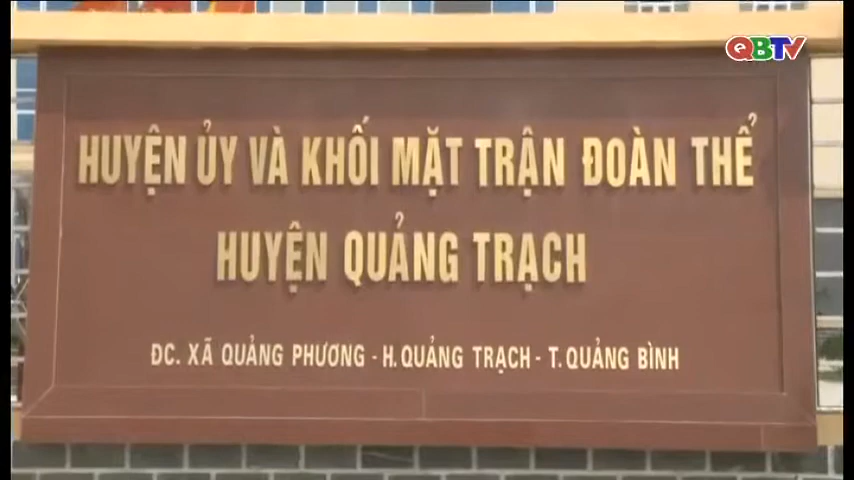 QBTV
HUYỆN ỦY VÀ KHỐI MẶT TRẬN ĐOÀN THỂ
HUYỆN QUẢNG TRẠCH
ĐC. XÃ QUẢNG PHƯƠNG - H. QUẢNG TRẠCH - T. QUẢNG BÌNH